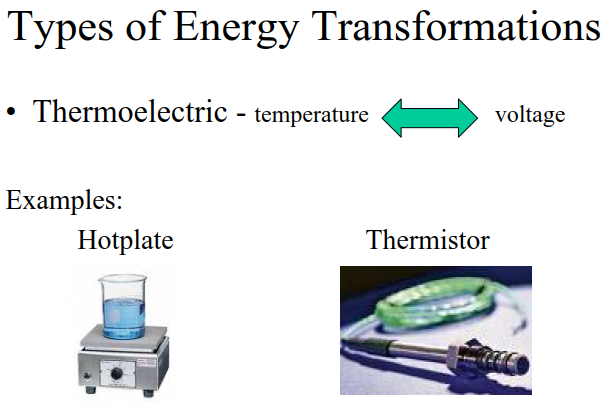 Types of Energy Transformations
• Thermoelectric - temperature voltage
Examples:
Hotplate Thermistor